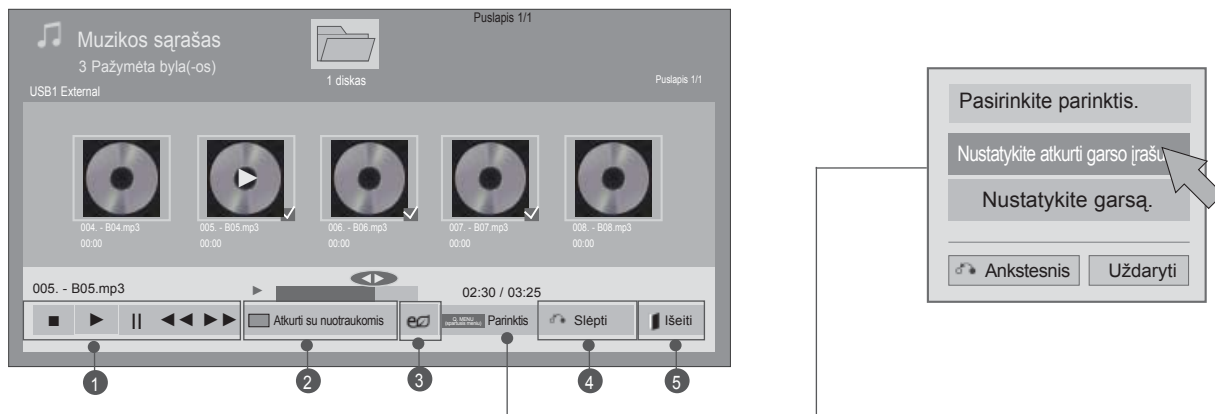 Puslapis 1/1
Muzikos sąrašas
3 Pažymėta byla(-os)
1 diskas
Puslapis 1/1
USB1 External
004. - B04.mp3
00:00
005. - B05.mp3
00:00
006. - B06.mp3
00:00
007. - B07.mp3
00:00
008. - B08.mp3
00:00
005. - B05.mp3
02:30 / 03:25
Atkurti su nuotraukomis
Q. MENU
Parinktis
Slėpti
Išeiti
1
2
3
4
5
Pasirinkite parinktis.
Nustatykite atkurti garso įrašu
Nustatykite garsą.
Ankstesnis
Uždaryti